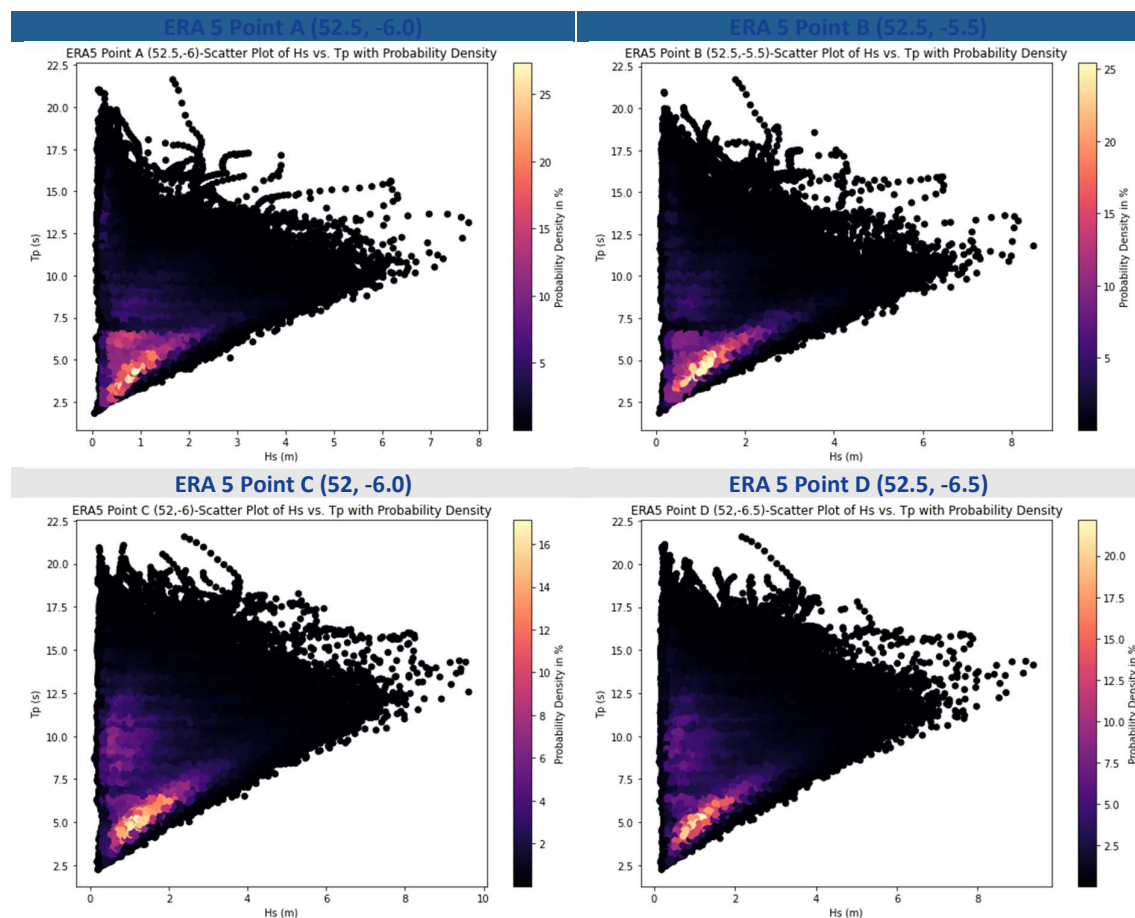 ERA 5 Point A (52.5, -6.0)
ERA 5 Point B (52.5, -5.5)
ERA5 Point A (52.5,-6)-Scatter Plot of Hs vs. Tp with Probability Density
22.5
20.0
17.5
15.0
12.5
10.0
7.5
5.0
2.5
Tp (s)
0 1 2 3 4 5 6 7 8
Hs (m)
25
20
15
10
5
Probability Density in %
ERA5 Point B (52.5,-5.5)-Scatter Plot of Hs vs. Tp with Probability Density
22.5
20.0
17.5
15.0
12.5
10.0
7.5
5.0
2.5
Tp (s)
0 2 4 6 8
Hs (m)
25
20
15
10
5
Probability Density in %
ERA 5 Point C (52, -6.0)
ERA 5 Point D (52.5, -6.5)
ERA5 Point C (52,-6)-Scatter Plot of Hs vs. Tp with Probability Density
22.5
20.0
17.5
15.0
12.5
10.0
7.5
5.0
2.5
Tp (s)
0 2 4 6 8 10
Hs (m)
16
14
12
10
8
6
4
2
Probability Density in %
ERA5 Point D (52,-6.5)-Scatter Plot of Hs vs. Tp with Probability Density
22.5
20.0
17.5
15.0
12.5
10.0
7.5
5.0
2.5
Tp (s)
0 2 4 6 8
Hs (m)
20.0
17.5
15.0
12.5
10.0
7.5
5.0
2.5
Probability Density in %